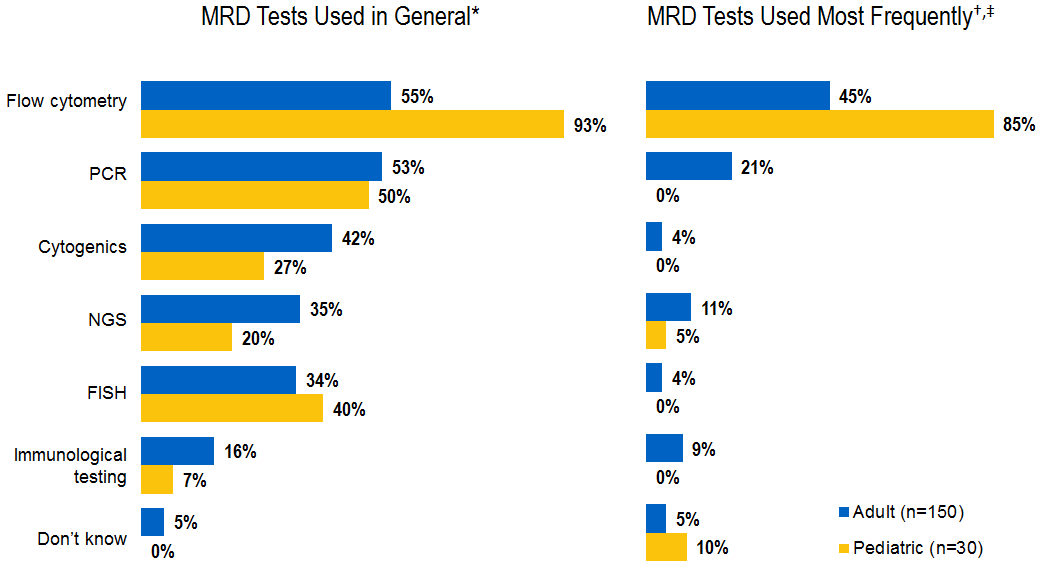 MRD Tests Used in General*
MRD Tests Used Most Frequently†,‡
Flow cytometry
55%
93%
45%
85%
PCR
53%
50%
21%
0%
Cytogenics
42%
27%
4%
0%
NGS
35%
20%
11%
5%
FISH
34%
40%
4%
0%
Immunological
testing
16%
7%
9%
0%
Don't know
5%
0%
5%
10%
Adult (n=150)
Pediatric (n=30)